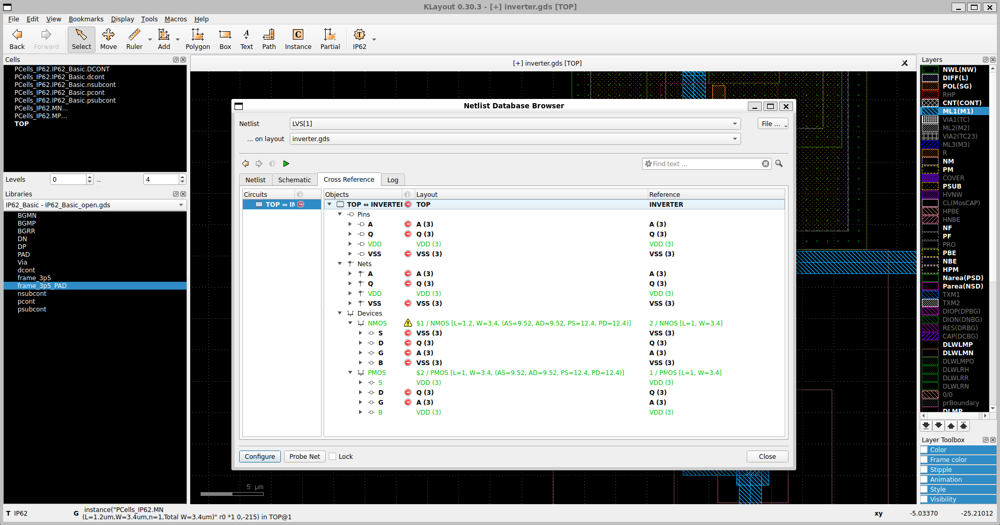 KLayout 0.30.3 - [+] inverter.gds [TOP]
File Edit View Bookmarks Display Tools Macros Help
Back Forward Select Move Ruler Add Polygon Box Text Path Instance Partial IP62
Cells
PCells_IP62.IP62_Basic.DCONT
PCells_IP62.IP62_Basic.dcont
PCells_IP62.IP62_Basic.nsubcont
PCells_IP62.IP62_Basic.pcont
PCells_IP62.IP62_Basic.psubcont
PCells_IP62.MN...
PCells_IP62.MP...
TOP
Levels 0 .. 4
Libraries
IP62_Basic - IP62_Basic_open.gds
BGMN
BGMP
BGRR
DN
DP
PAD
Via
dcont
frame_3p5
frame_3p5_PAD
nsubcont
pcont
psubcont
[+] inverter.gds [TOP]
Netlist Database Browser
Netlist LVS[1] File ...
... on layout inverter.gds
Find text ...
Netlist Schematic Cross Reference Log
Circuits
TOP ⇔ IN
Objects Layout Reference
TOP ⇔ INVERTEI TOP INVERTER
Pins
A A (3) A (3)
Q Q (3) Q (3)
VDD VDD (3) VDD (3)
VSS VSS (3) VSS (3)
Nets
A A (3) A (3)
Q Q (3) Q (3)
VDD VDD (3) VDD (3)
VSS VSS (3) VSS (3)
Devices
NMOS $1 / NMOS [L=1.2, W=3.4, (AS=9.52, AD=9.52, PS=12.4, PD=12.4)] 2 / NMOS [L=1, W=3.4]
S VSS (3) VSS (3)
D Q (3) Q (3)
G A (3) A (3)
B VSS (3) VSS (3)
PMOS $2 / PMOS [L=1, W=3.4, (AS=9.52, AD=9.52, PS=12.4, PD=12.4)] 1 / PMOS [L=1, W=3.4]
S VDD (3) VDD (3)
D Q (3) Q (3)
G A (3) A (3)
B VDD (3) VDD (3)
Configure Probe Net Lock Close
5 µm
Layers
NWL(NW)
DIFF(L)
POL(SG)
RHP
CNT(CONT)
ML1(M1)
VIA1(TC)
ML2(M2)
VIA2(TC23)
ML3(M3)
R
NM
PM
COVER
PSUB
HVNW
CL(MosCAP)
HPBE
HNBE
NF
PF
PRO
PBE
NBE
HPM
Narea(PSD)
Parea(NSD)
TXM1
TXM2
DIOP(DPBG)
DION(DNBG)
RES(DRBG)
CAP(DCBG)
DLWLMP
DLWLMN
DLWLMPO
DLWLRH
DLWLRR
DLWLRN
0/0
prBoundary
DLMP
Layer Toolbox
Color
Frame color
Stipple
Animation
Style
Visibility
T IP62 G instance("PCells_IP62.MN
(L=1.2um,W=3.4um,n=1,Total W=3.4um)" r0 *1 0,-215) in TOP@1
xy -5.03370 -25.21012